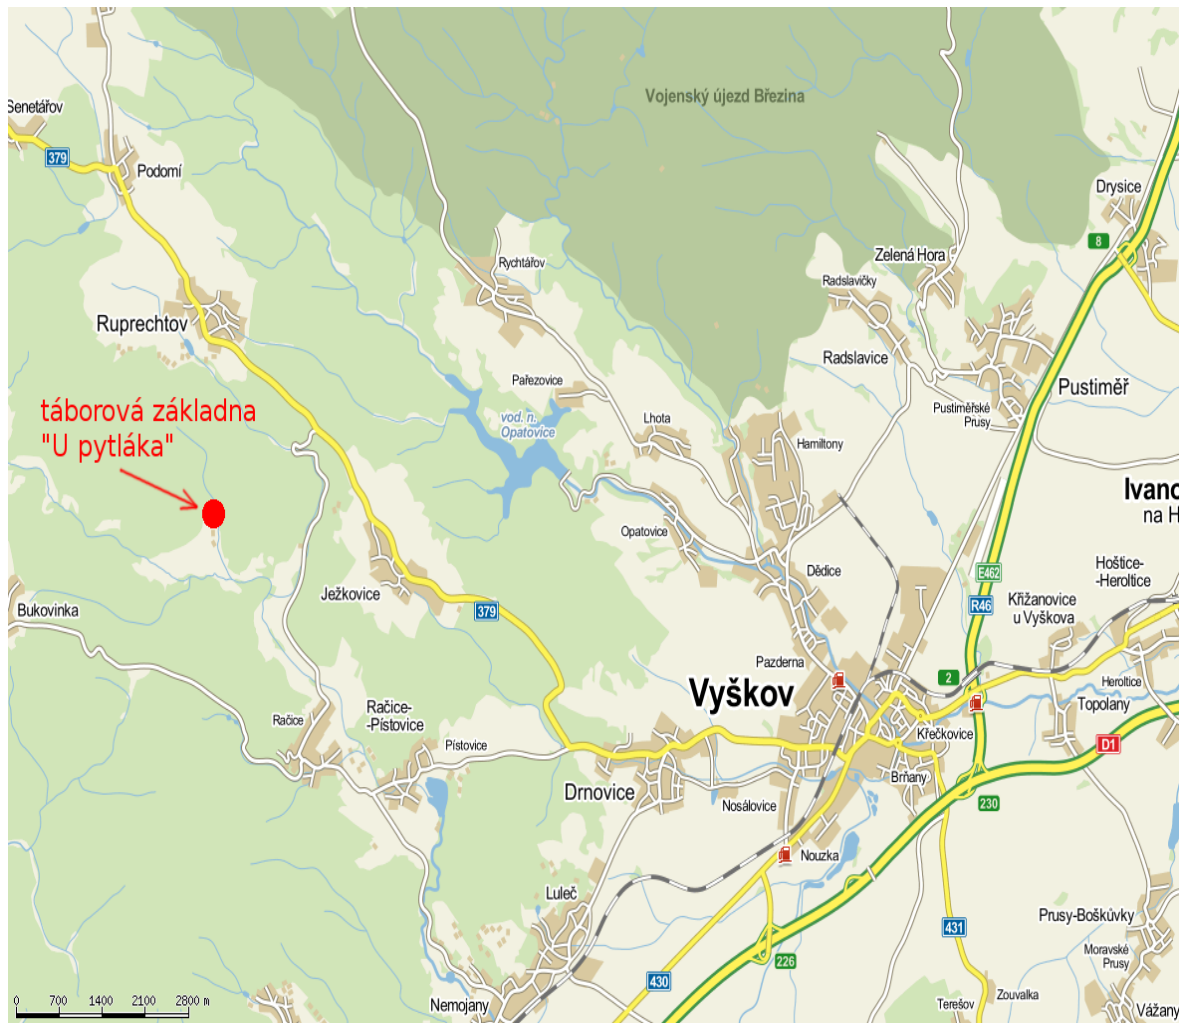 Vojenský újezd Březina
Senetářov
379
Podomí
Drysice
8
Zelená Hora
Rychtářov
Radslavičky
Ruprechtov
Radslavice
Pařezovice
Pustiměř
táborová základna
"U pytláka"
vod. n.
Opatovice
Lhota
Pustiměřské
Prusy
Hamiltony
Ivano
na H
Opatovice
Dědice
E462
Hoštice-
-Heroltice
Ježkovice
379
R46
Křižanovice
u Vyškova
Bukovinka
Pazderna
2
Heroltice
Vyškov
Topolany
Račice
Račice-
-Pístovice
Pístovice
Křečkovice
D1
Drnovice
Nosálovice
Brňany
230
Nouzka
Luleč
Prusy-Boškůvky
431
Moravské
Prusy
226
430
Nemojany
Zouvalka
Terešov
Vážany
0 700 1400 2100 2800 m